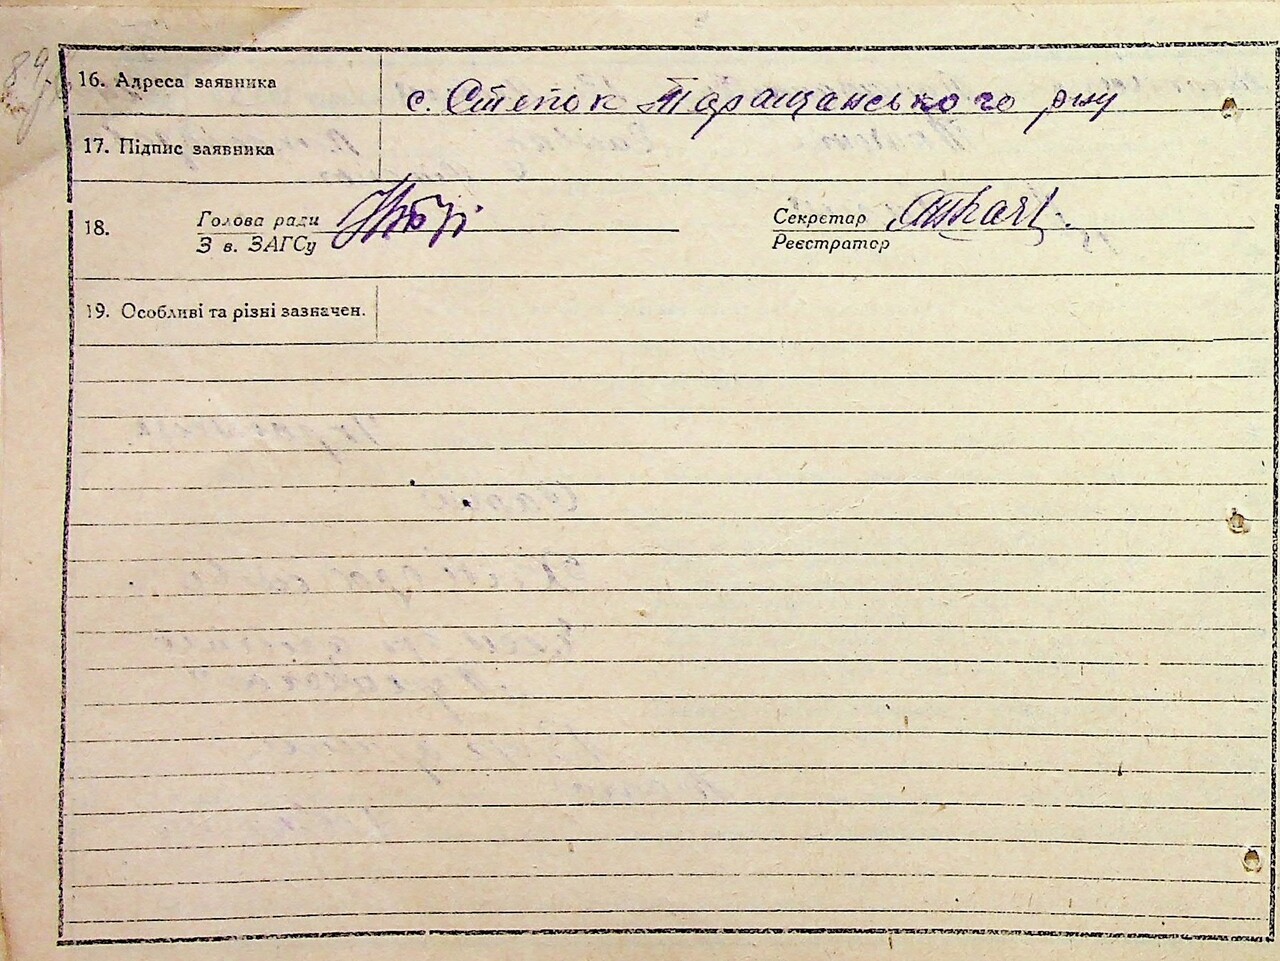 89
16. Адреса заявника
с. Степок Таращанського р-ну
17. Підпис заявника
18. Голова ради
З в. ЗАГСу
Секретар
Реєстратор
19. Особливі та різні зазначен.